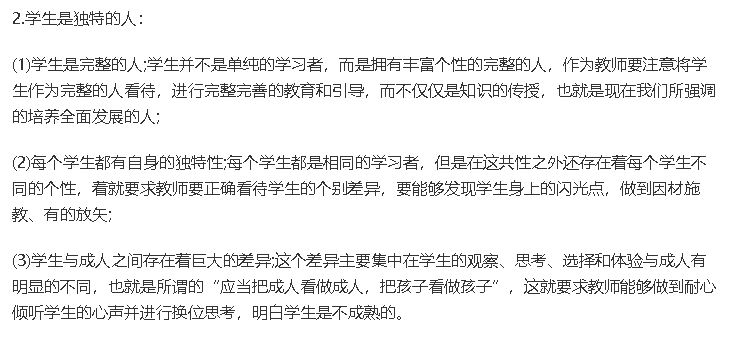 2.学生是独特的人:
(1)学生是完整的人;学生并不是单纯的学习者，而是拥有丰富个性的完整的人，作为教师要注意将学
生作为完整的人看待，进行完整完善的教育和引导，而不仅仅是知识的传授，也就是现在我们所强调
的培养全面发展的人;
(2)每个学生都有自身的独特性;每个学生都是相同的学习者，但是在这共性之外还存在着每个学生不
同的个性，着就要求教师要正确看待学生的个别差异，要能够发现学生身上的闪光点，做到因材施
教、有的放矢;
(3)学生与成人之间存在着巨大的差异;这个差异主要集中在学生的观察、思考、选择和体验与成人有
明显的不同，也就是所谓的“应当把成人看做成人，把孩子看做孩子”，这就要求教师能够做到耐心
倾听学生的心声并进行换位思考，明白学生是不成熟的。